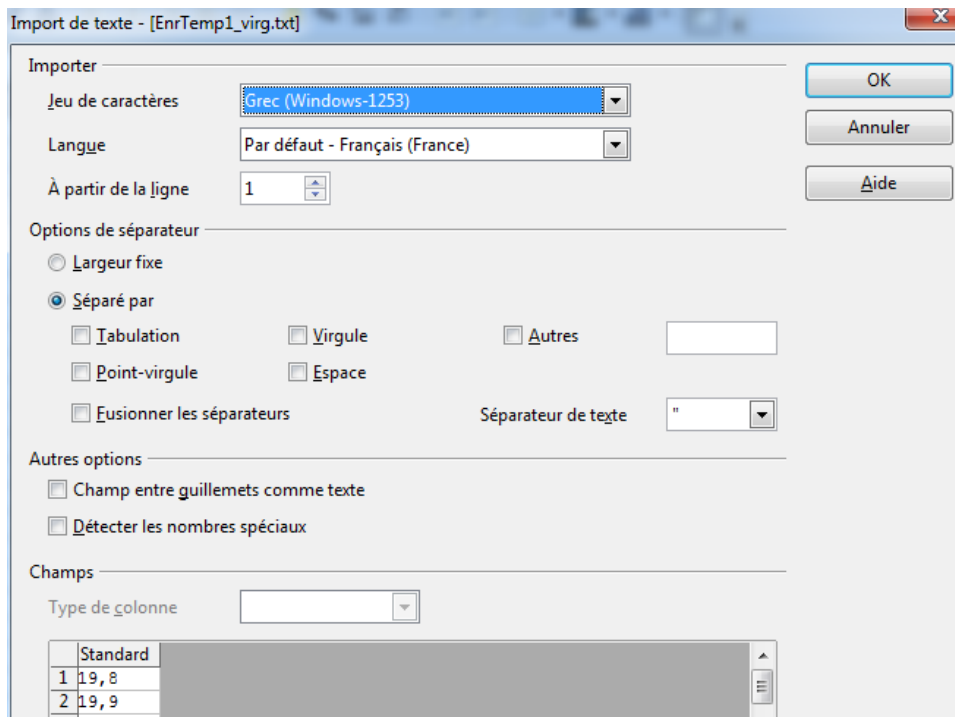 Import de texte - [EnrTemp1_virg.txt]
Importer
OK
Jeu de caractères Grec (Windows-1253)
Annuler
Langue Par défaut - Français (France)
À partir de la ligne 1
Aide
Options de séparateur
Largeur fixe
Séparé par
Tabulation Virgule Autres
Point-virgule Espace
Fusionner les séparateurs Séparateur de texte "
Autres options
Champ entre guillemets comme texte
Détecter les nombres spéciaux
Champs
Type de colonne
Standard
1 19,8
2 19,9